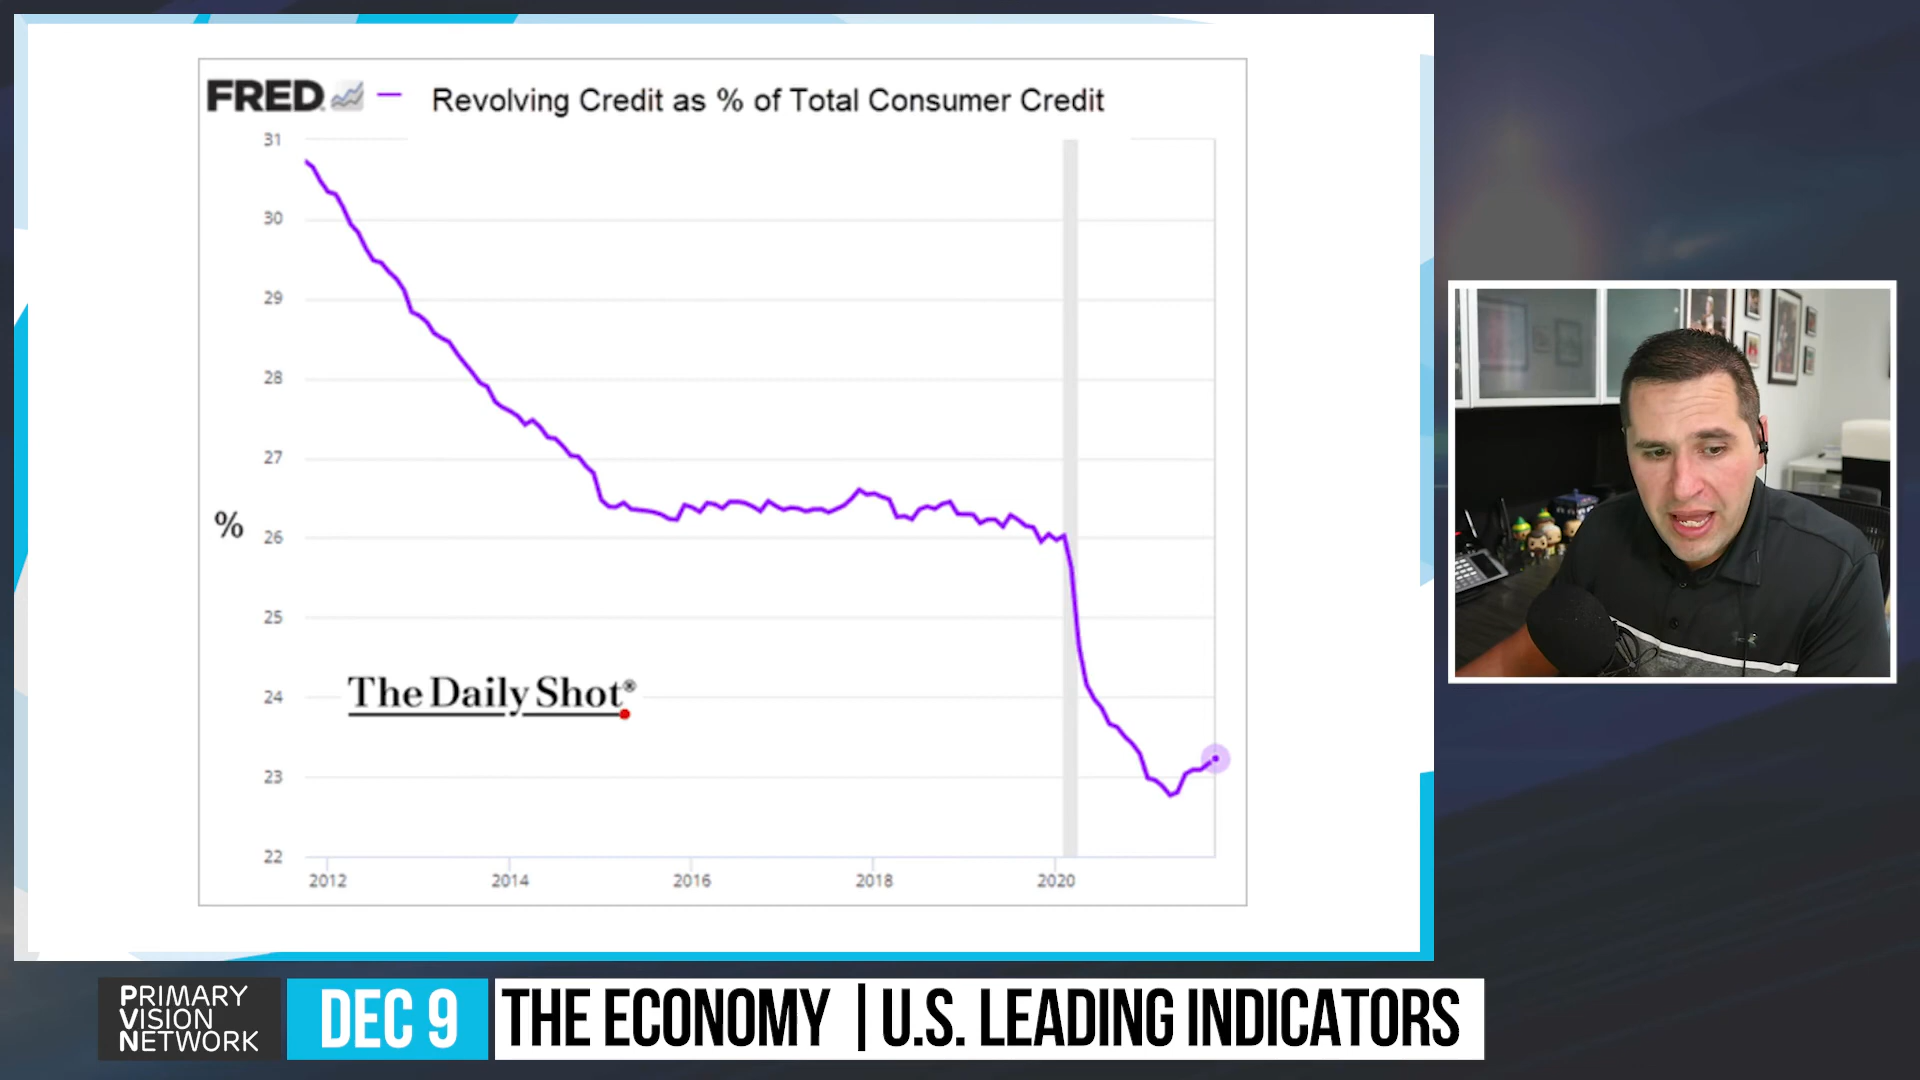 FRED
Revolving Credit as % of Total Consumer Credit
31
30
29
28
27
%
26
25
24
23
22
The Daily Shot®
2012
2014
2016
2018
2020
PRIMARY
VISION
NETWORK
DEC 9
THE ECONOMY | U.S. LEADING INDICATORS